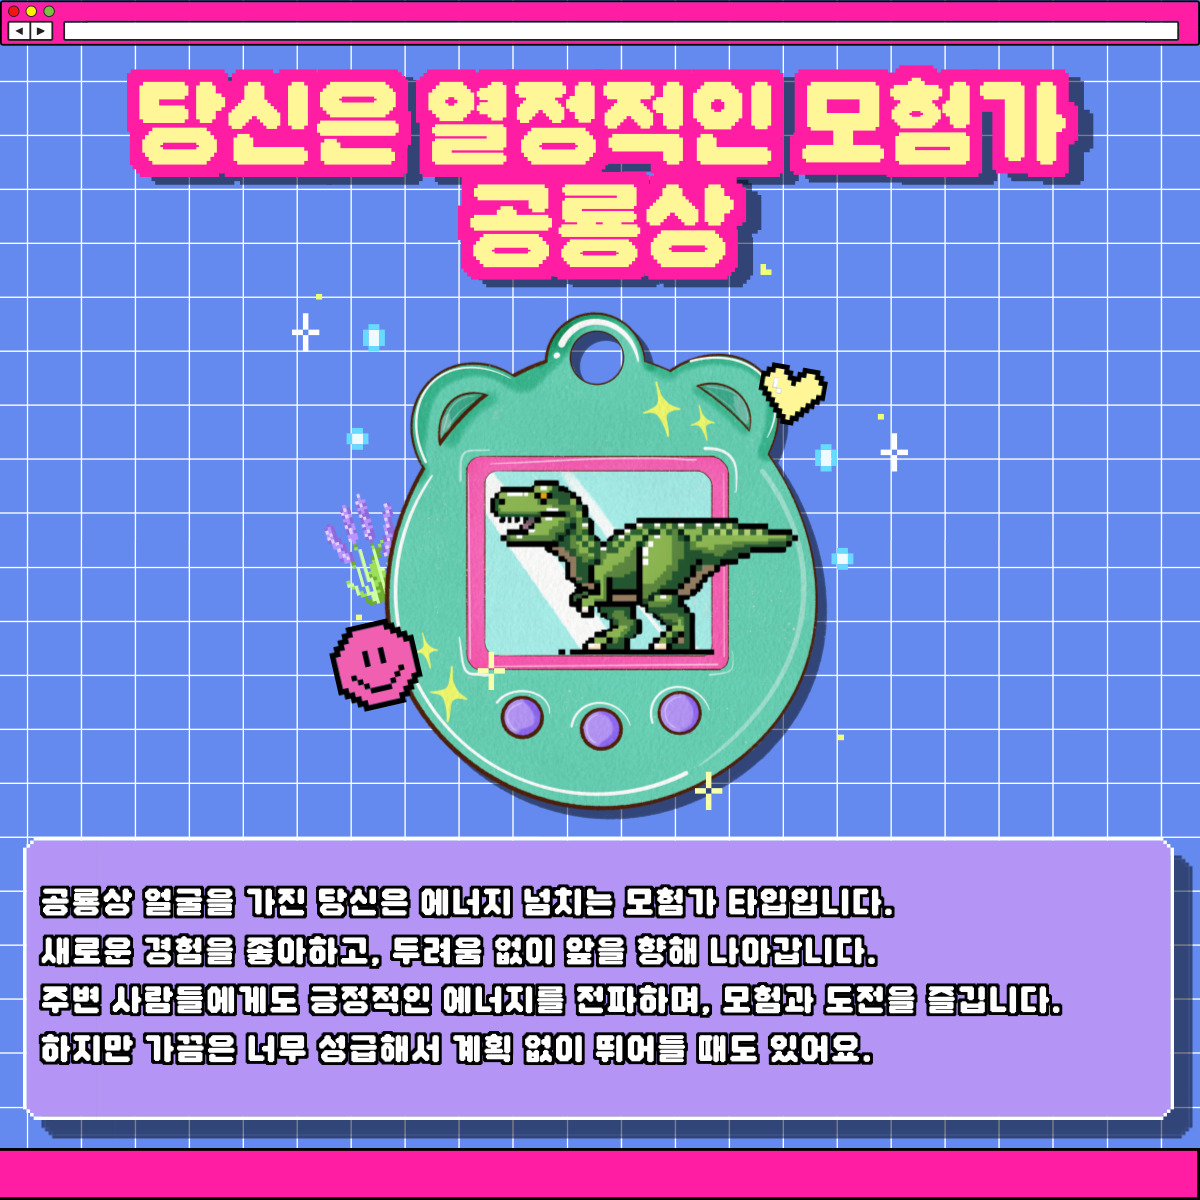 당신은 열정적인 모험가
공룡상
공룡상 얼굴을 가진 당신은 에너지 넘치는 모험가 타입입니다.
새로운 경험을 좋아하고, 두려움 없이 앞을 향해 나아갑니다.
주변 사람들에게도 긍정적인 에너지를 전파하며, 모험과 도전을 즐깁니다.
하지만 가끔은 너무 성급해서 계획 없이 뛰어들 때도 있어요.